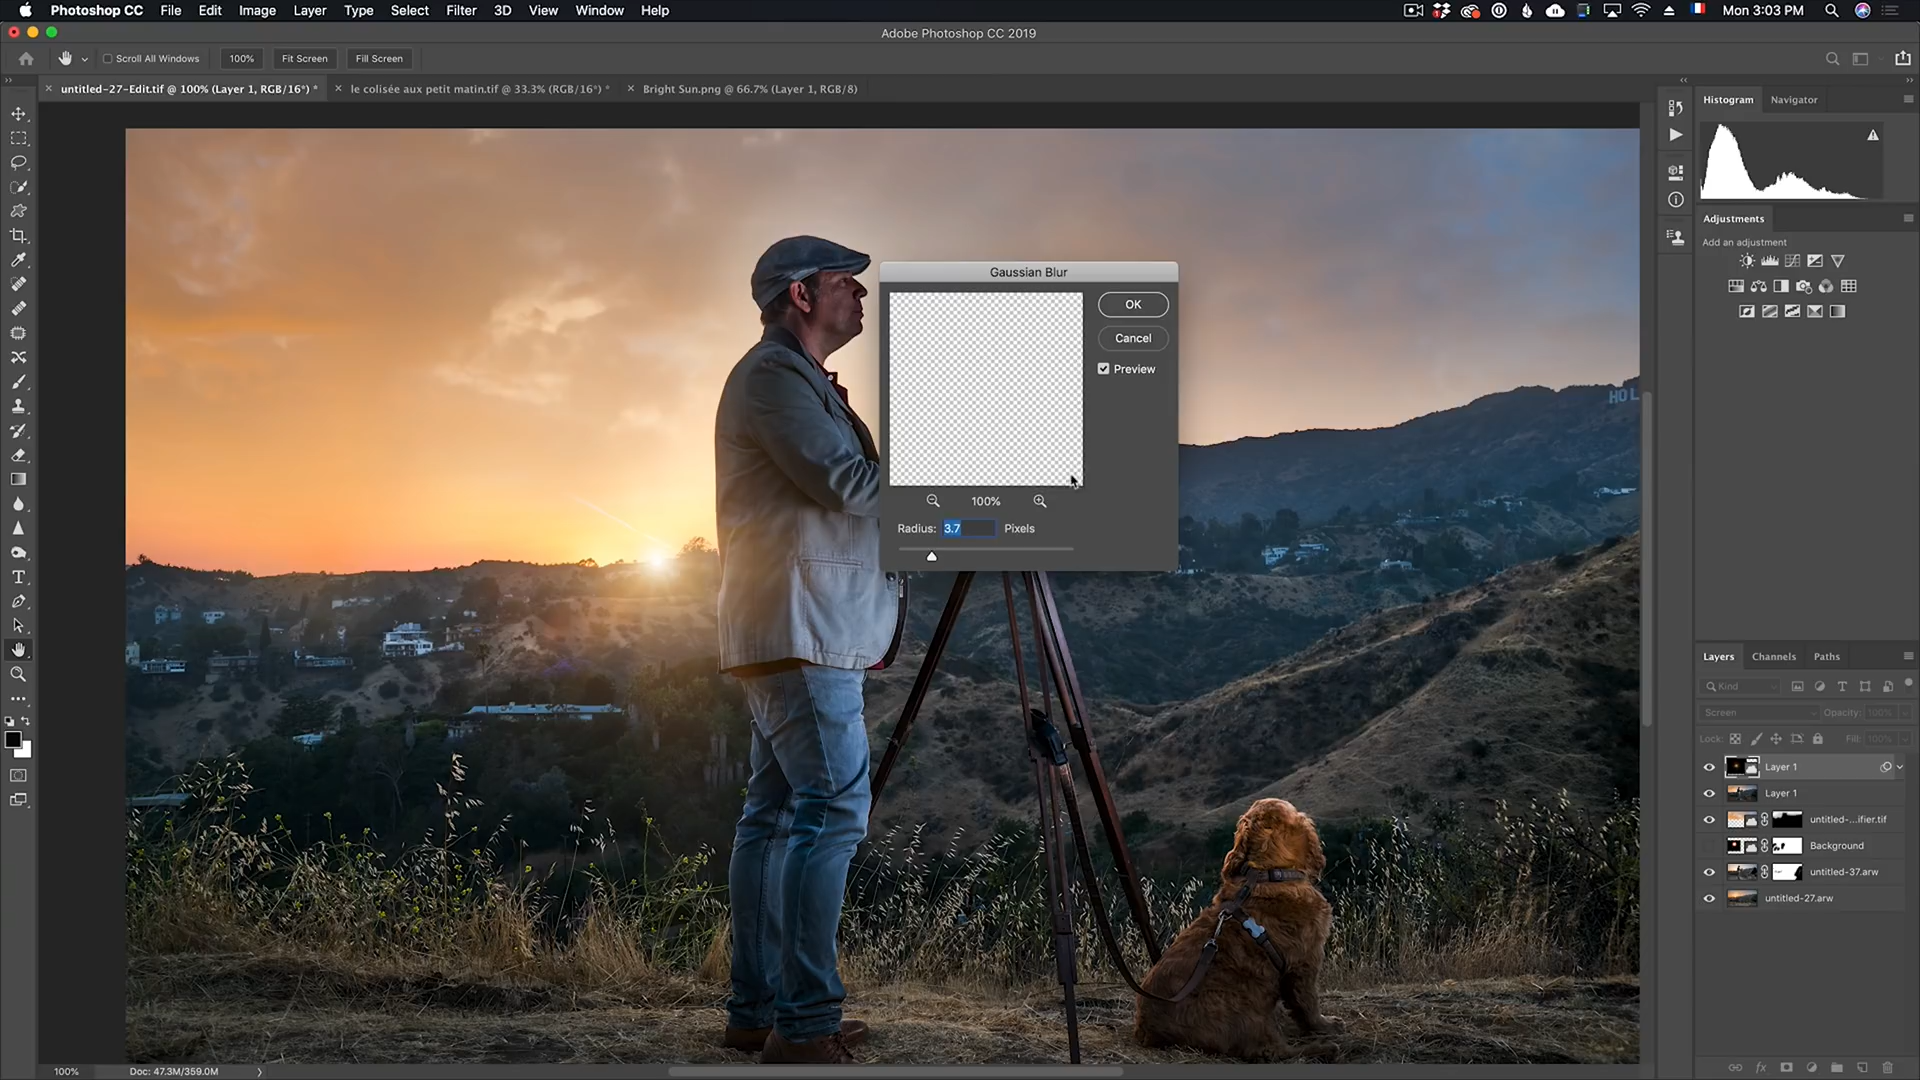 Photoshop CC File Edit Image Layer Type Select Filter 3D View Window Help Mon 3:03 PM
Adobe Photoshop CC 2019
Scroll All Windows 100% Fit Screen Fill Screen
untitled-27-Edit.tif @ 100% (Layer 1, RGB/16*) * le colisée aux petit matin.tif @ 33.3% (RGB/16*) * Bright Sun.png @ 66.7% (Layer 1, RGB/8)
Histogram Navigator
Adjustments
Add an adjustment
Gaussian Blur
OK
Cancel
Preview
100%
Radius: 3.7 Pixels
HOL
Layers Channels Paths
Kind
Screen Opacity: 100%
Lock: Fill: 100%
Layer 1
Layer 1
untitled-...ifier.tif
Background
untitled-37.arw
untitled-27.arw
100% Doc: 47.3M/359.0M